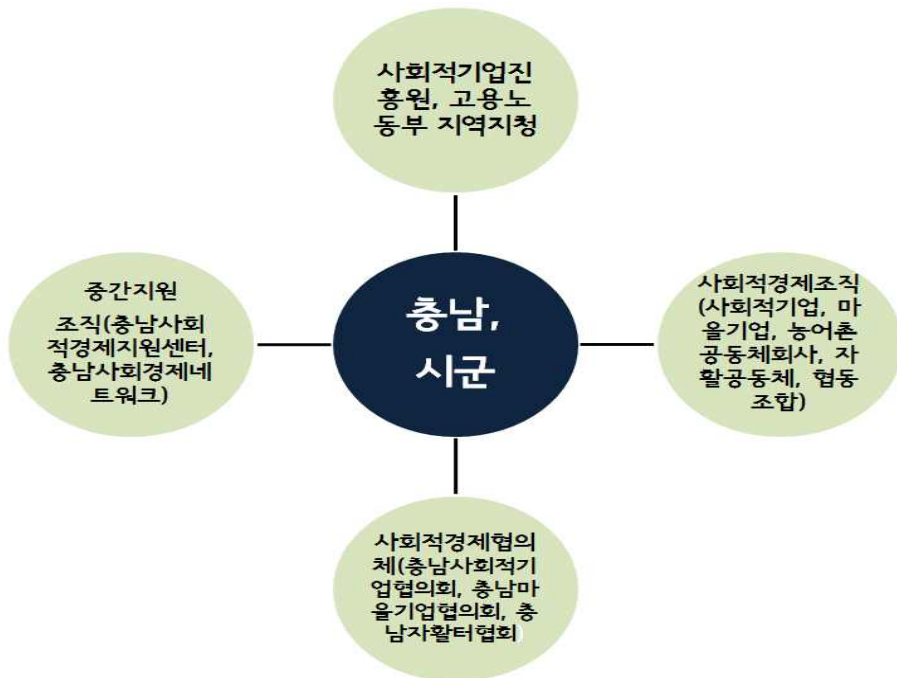 사회적기업진
흥원, 고용노
동부 지역지청
중간지원
조직(충남사회
적경제지원센터,
충남사회경제네
트워크)
충남,
시군
사회적경제조직
(사회적기업, 마
을기업, 농어촌
공동체회사, 자
활공동체, 협동
조합)
사회적경제협의
체(충남사회적기
업협의회, 충남마
을기업협의회, 충
남자활터협회)